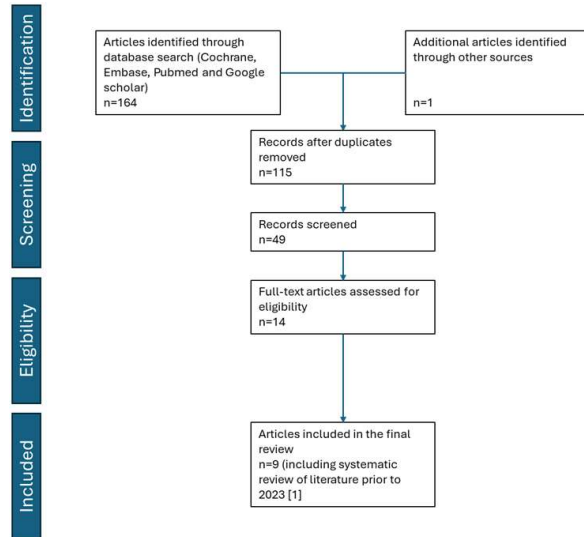 Identification
Articles identified through
database search (Cochrane,
Embase, Pubmed and Google
scholar)
n=164
Additional articles identified
through other sources
n=1
Records after duplicates
removed
n=115
Screening
Records screened
n=49
Eligibility
Full-text articles assessed for
eligibility
n=14
Included
Articles included in the final
review
n=9 (including systematic
review of literature prior to
2023 [1]